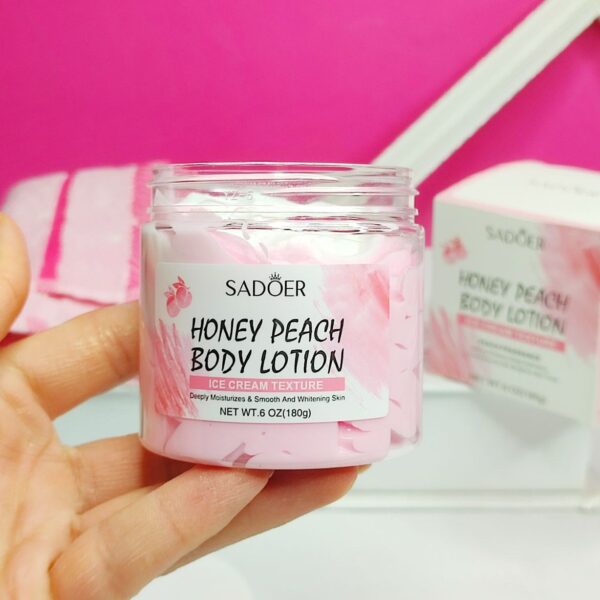 SADOER
HONEY PEACH
BODY LOTION
ICE CREAM TEXTURE
Deeply Moisturizes & Smooth And Whitening Skin
NET WT.6 OZ(180g)
SADOER
HONEY PEACH
BODY LOTION
ICE CREAM TEXTURE